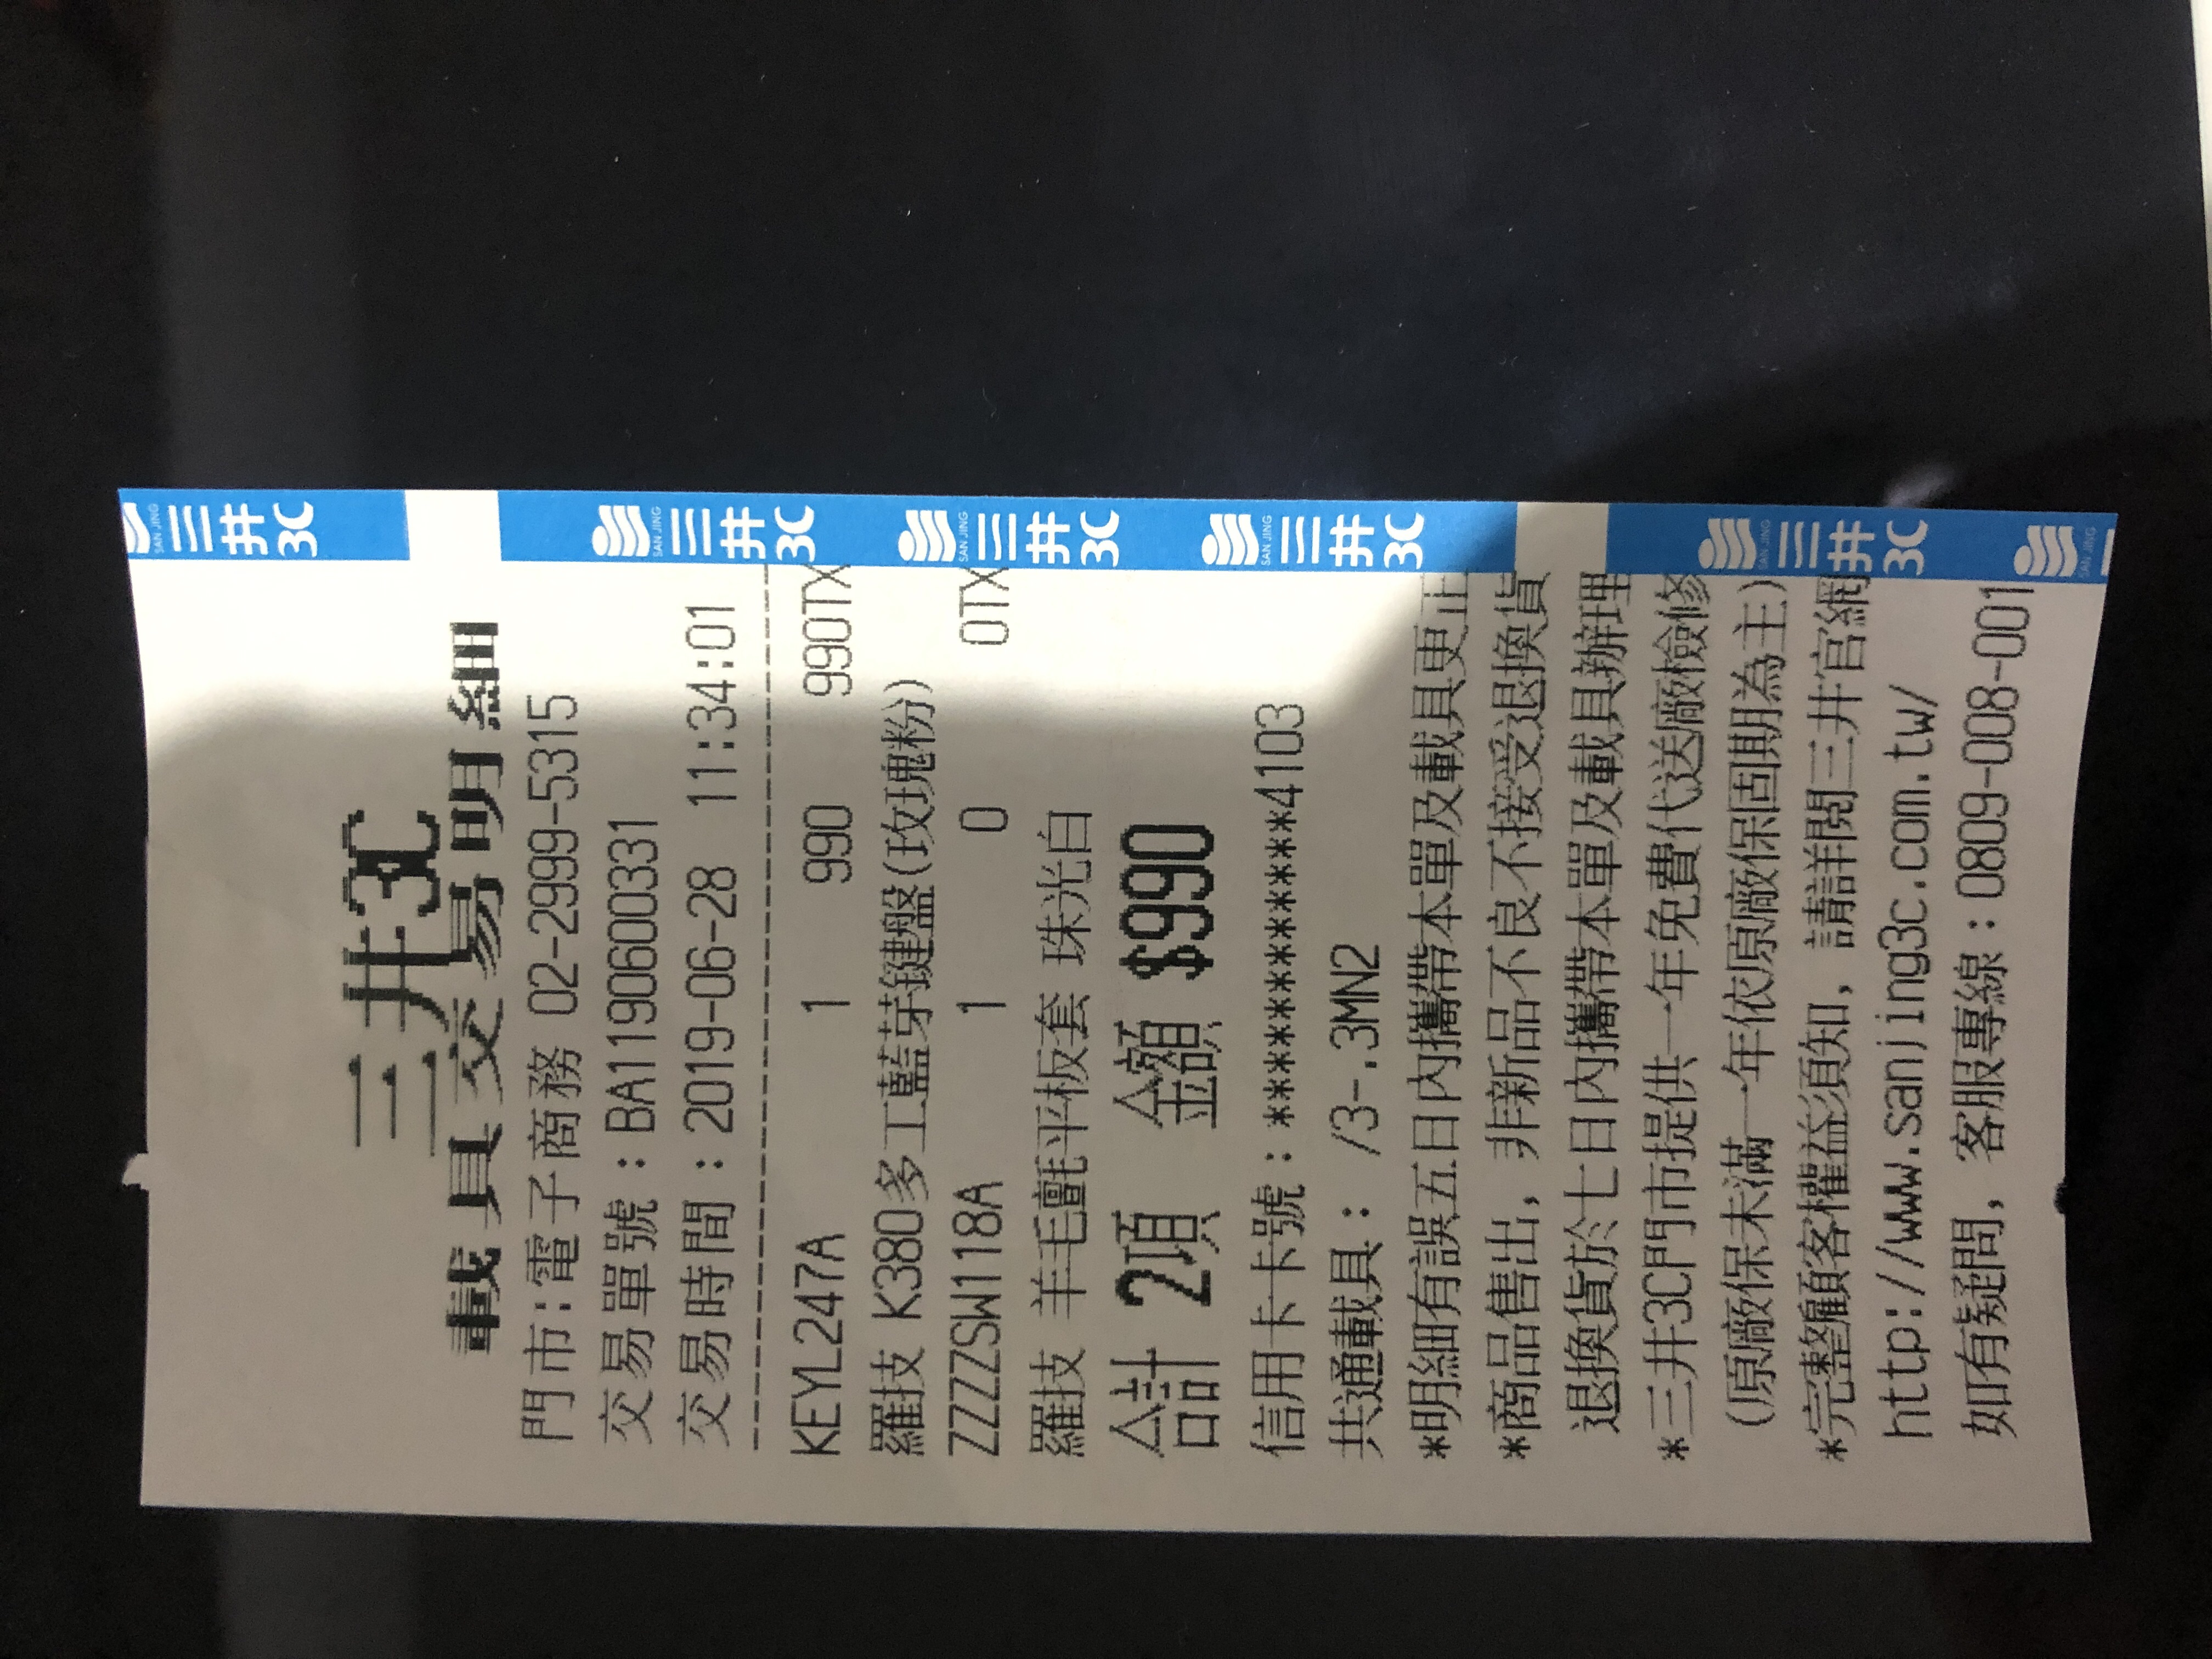 三井3C
載具交易明細
門市:電子商務 02-2999-5315
交易單號：BA1190600331
交易時間：2019-06-28 11:34:01
KEYL247A 1 990 990TX
羅技 K380多工藍芽鍵盤(玫瑰粉)
ZZZZSW118A 1 0 0TX
羅技 羊毛氈平板套 珠光白
合計 2項 金額 $990
信用卡卡號：************4103
共通載具： /3-.3MN2
*明細有誤五日內攜帶本單及載具更正
*商品售出，非新品不良不接受退換貨
退換貨於七日內攜帶本單及載具辦理
*三井3C門市提供一年免費代送廠檢修
(原廠保未滿一年依原廠保固期為主)
*完整顧客權益須知，請詳閱三井官網
http://www.sanjing3c.com.tw/
如有疑問，客服專線：0809-008-001
SAN JING
三井3C
SAN JING
三井3C
SAN JING
三井3C
SAN JING
三井3C
SAN JING
三井3C
SAN JING